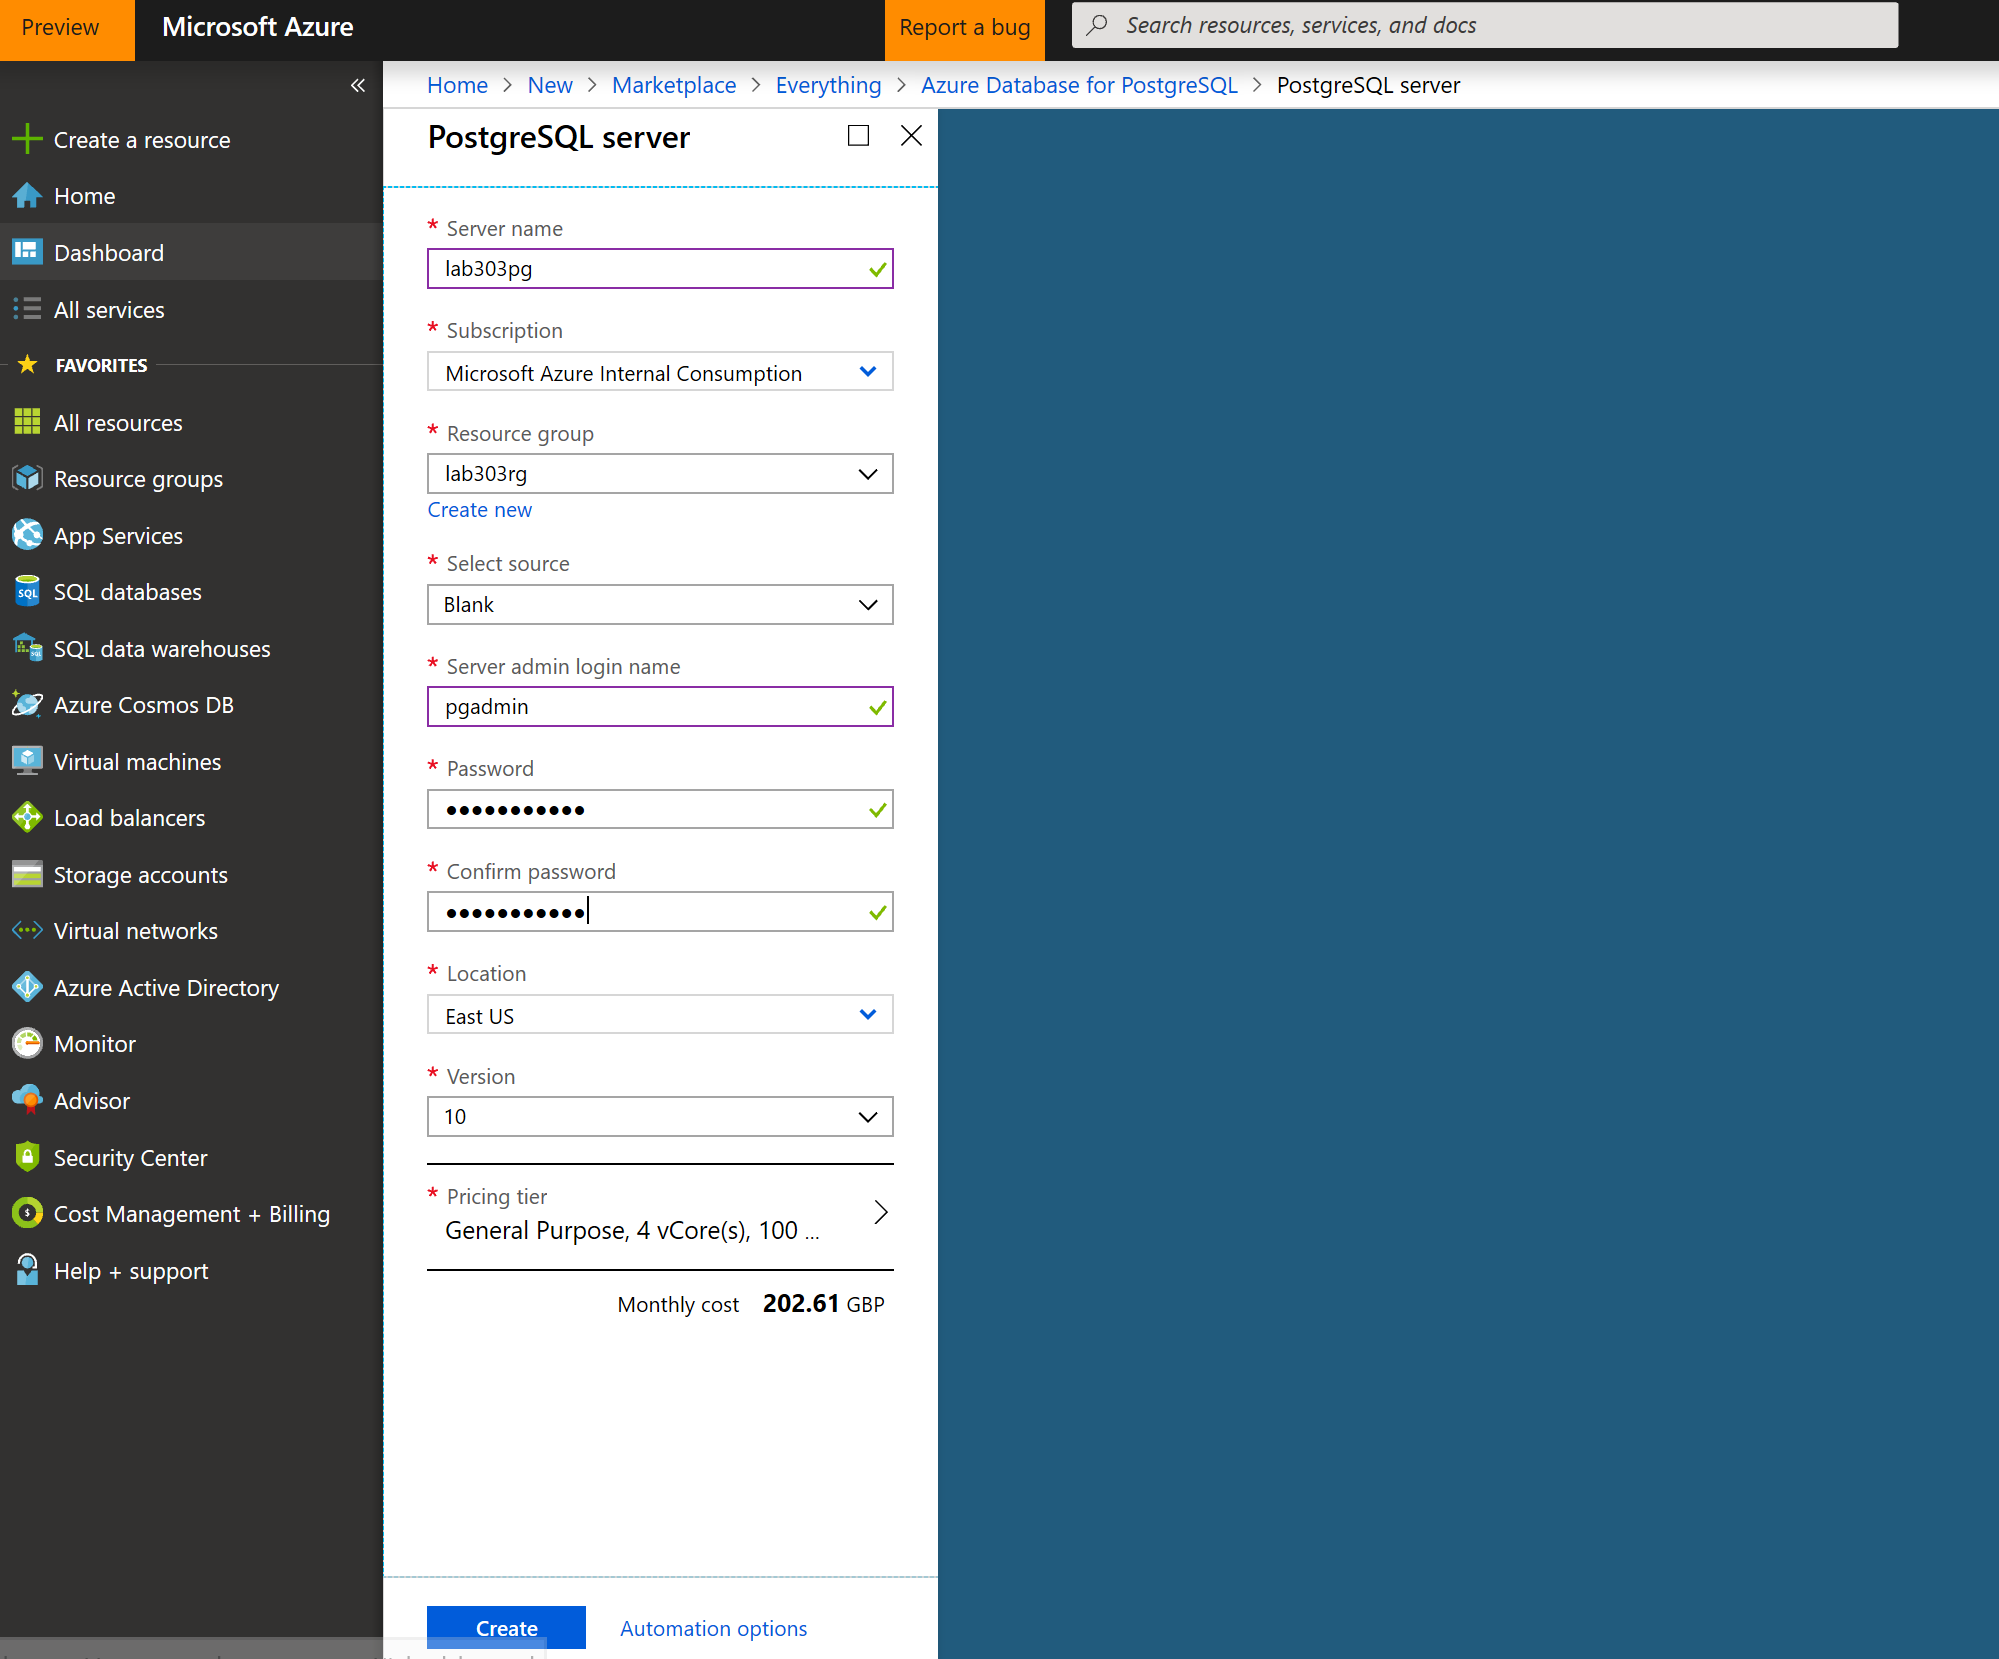 Preview
Microsoft Azure
Report a bug
Search resources, services, and docs
Home > New > Marketplace > Everything > Azure Database for PostgreSQL > PostgreSQL server
«
Create a resource
Home
Dashboard
All services
FAVORITES
All resources
Resource groups
App Services
SQL databases
SQL data warehouses
Azure Cosmos DB
Virtual machines
Load balancers
Storage accounts
Virtual networks
Azure Active Directory
Monitor
Advisor
Security Center
Cost Management + Billing
Help + support
PostgreSQL server
* Server name
lab303pg
* Subscription
Microsoft Azure Internal Consumption
* Resource group
lab303rg
Create new
* Select source
Blank
* Server admin login name
pgadmin
* Password
•••••••••••
* Confirm password
•••••••••••
* Location
East US
* Version
10
* Pricing tier
General Purpose, 4 vCore(s), 100 ...
Monthly cost 202.61 GBP
Create
Automation options